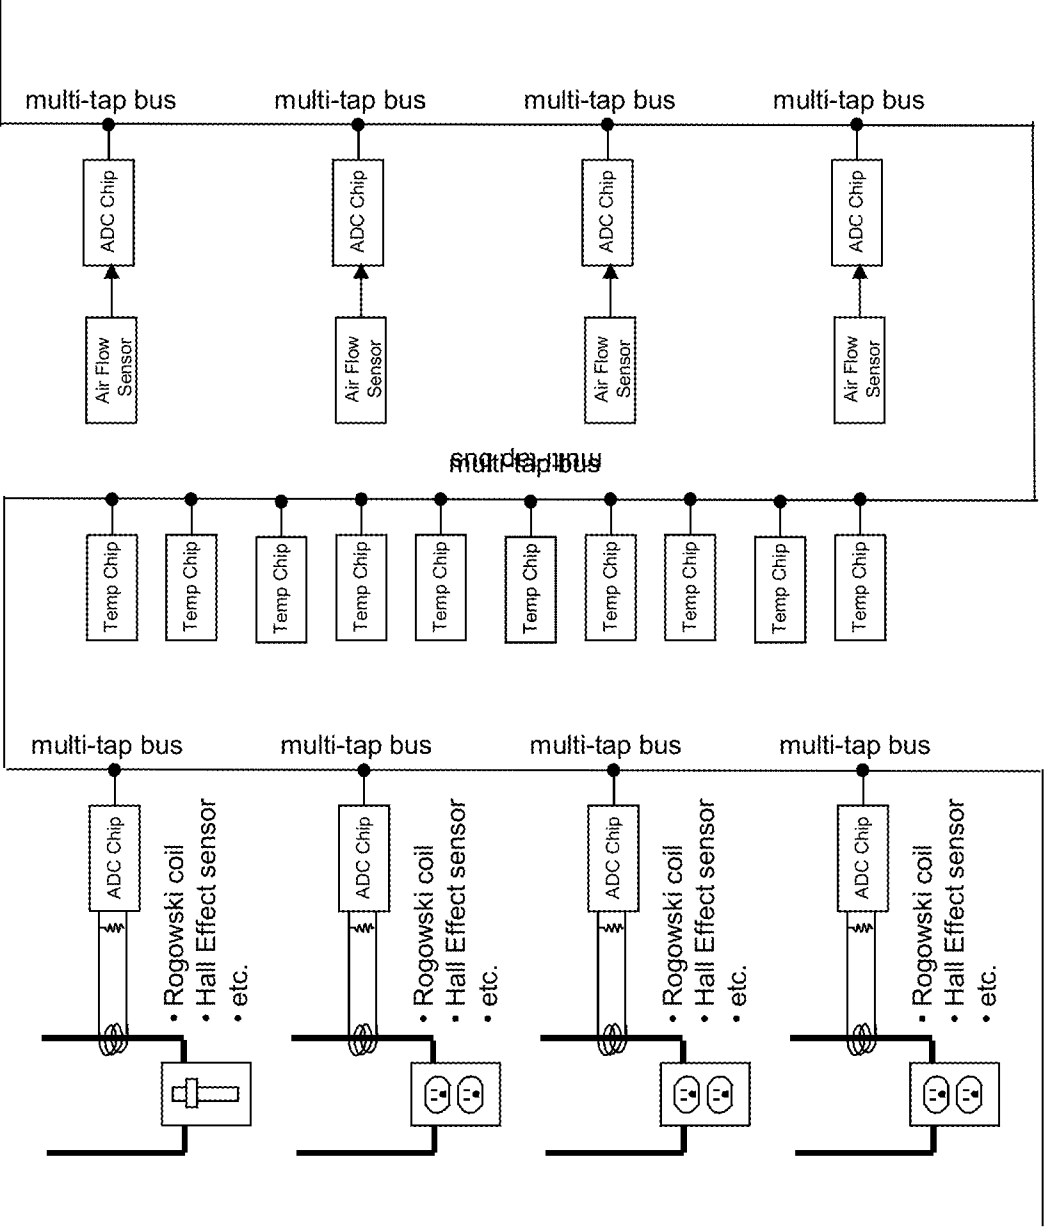 multi-tap bus
multi-tap bus
multi-tap bus
multi-tap bus
ADC Chip
ADC Chip
ADC Chip
ADC Chip
Air Flow
Sensor
Air Flow
Sensor
Air Flow
Sensor
Air Flow
Sensor
multi-tap bus
multi-tap bus
Temp Chip
Temp Chip
Temp Chip
Temp Chip
Temp Chip
Temp Chip
Temp Chip
Temp Chip
Temp Chip
Temp Chip
multi-tap bus
multi-tap bus
multi-tap bus
multi-tap bus
ADC Chip
• Rogowski coil
• Hall Effect sensor
• etc.
ADC Chip
• Rogowski coil
• Hall Effect sensor
• etc.
ADC Chip
• Rogowski coil
• Hall Effect sensor
• etc.
ADC Chip
• Rogowski coil
• Hall Effect sensor
• etc.